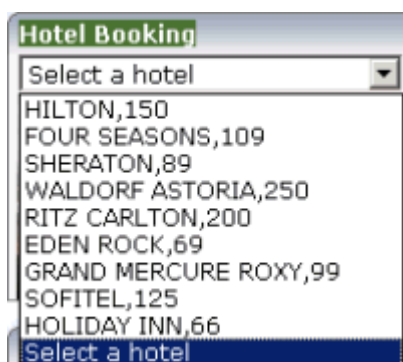 Hotel Booking
Select a hotel
HILTON,150
FOUR SEASONS,109
SHERATON,89
WALDORF ASTORIA,250
RITZ CARLTON,200
EDEN ROCK,69
GRAND MERCURE ROXY,99
SOFITEL,125
HOLIDAY INN,66
Select a hotel